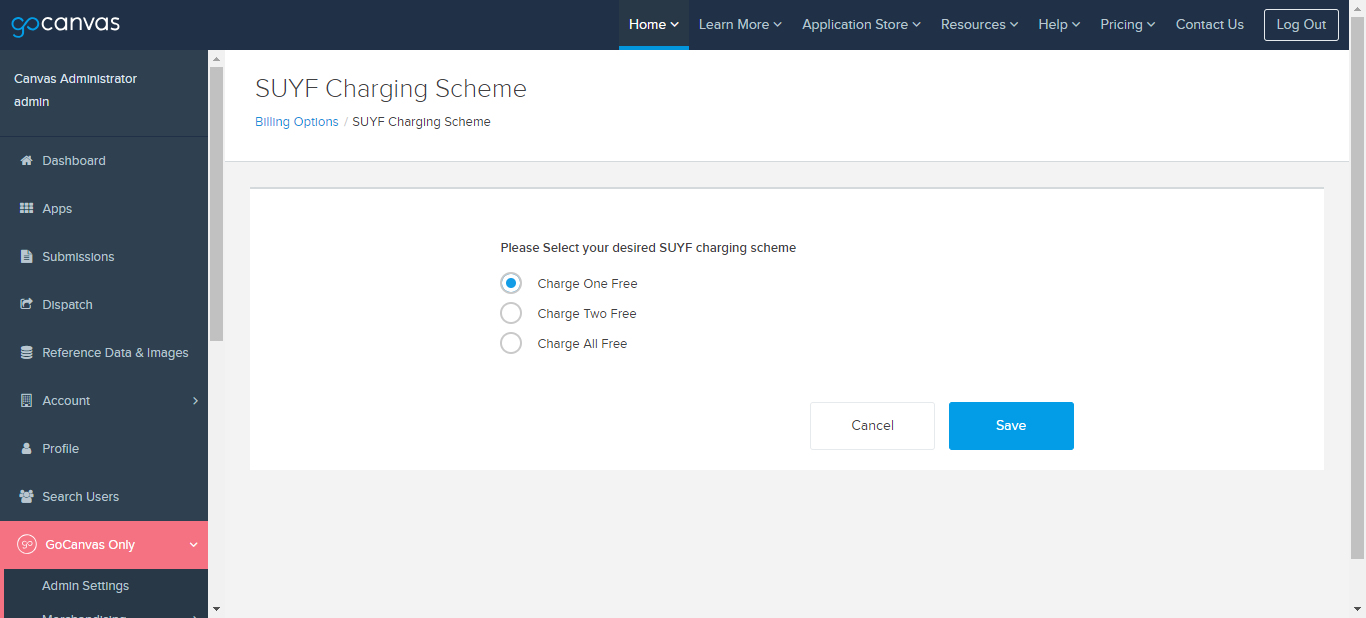 gocanvas
Home Learn More Application Store Resources Help Pricing Contact Us Log Out
Canvas Administrator
admin
Dashboard
Apps
Submissions
Dispatch
Reference Data & Images
Account
Profile
Search Users
go GoCanvas Only
Admin Settings
Merchandising
SUYF Charging Scheme
Billing Options / SUYF Charging Scheme
Please Select your desired SUYF charging scheme
Charge One Free
Charge Two Free
Charge All Free
Cancel Save